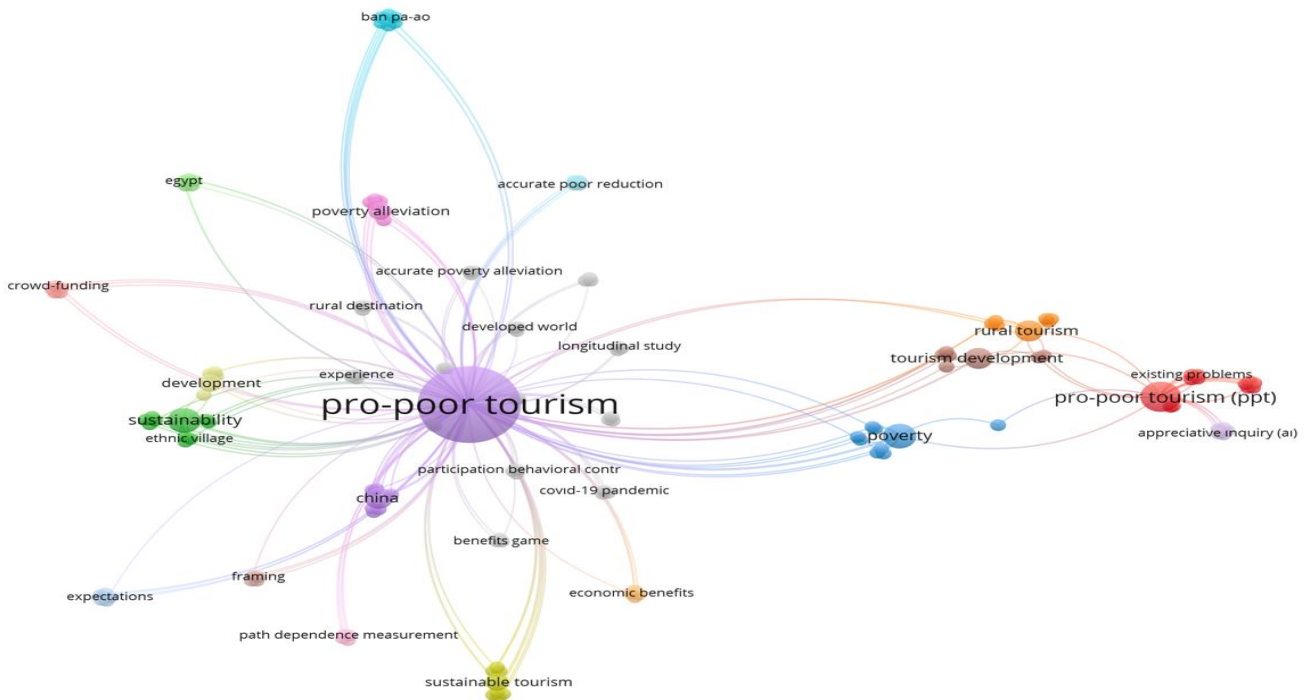 ban pa-ao
egypt
accurate poor reduction
poverty alleviation
accurate poverty alleviation
crowd-funding
rural destination
developed world
rural tourism
longitudinal study
tourism development
experience
existing problems
development
pro-poor tourism
pro-poor tourism (ppt)
sustainability
appreciative ınquiry (aı)
ethnic village
poverty
participation behavioral contr
covıd-19 pandemic
china
benefits game
framing
economic benefits
expectations
path dependence measurement
sustainable tourism